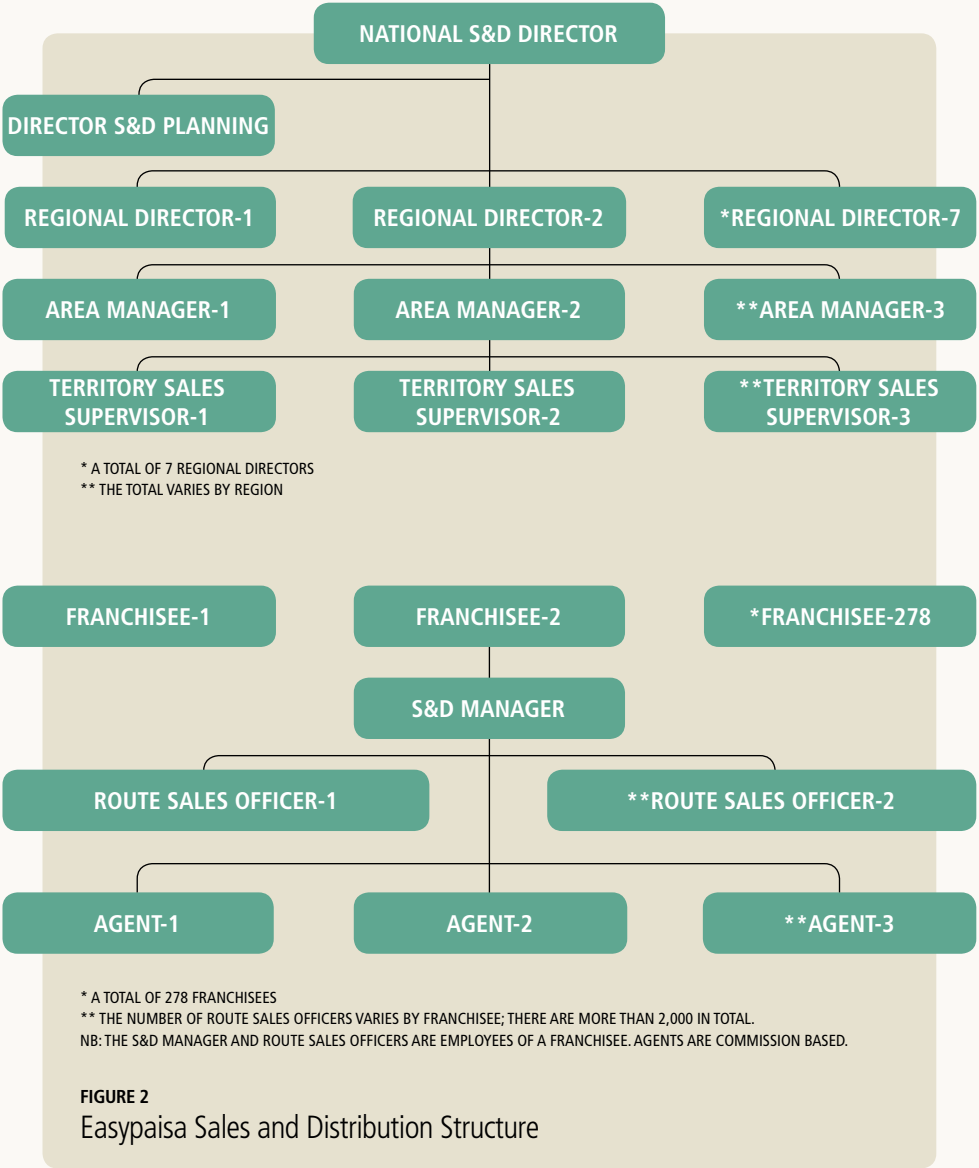 NATIONAL S&D DIRECTOR
DIRECTOR S&D PLANNING
REGIONAL DIRECTOR-1
REGIONAL DIRECTOR-2
*REGIONAL DIRECTOR-7
AREA MANAGER-1
AREA MANAGER-2
**AREA MANAGER-3
TERRITORY SALES
SUPERVISOR-1
TERRITORY SALES
SUPERVISOR-2
**TERRITORY SALES
SUPERVISOR-3
* A TOTAL OF 7 REGIONAL DIRECTORS
** THE TOTAL VARIES BY REGION
FRANCHISEE-1
FRANCHISEE-2
*FRANCHISEE-278
S&D MANAGER
ROUTE SALES OFFICER-1
**ROUTE SALES OFFICER-2
AGENT-1
AGENT-2
**AGENT-3
* A TOTAL OF 278 FRANCHISEES
** THE NUMBER OF ROUTE SALES OFFICERS VARIES BY FRANCHISEE; THERE ARE MORE THAN 2,000 IN TOTAL.
NB: THE S&D MANAGER AND ROUTE SALES OFFICERS ARE EMPLOYEES OF A FRANCHISEE. AGENTS ARE COMMISSION BASED.
FIGURE 2
Easypaisa Sales and Distribution Structure